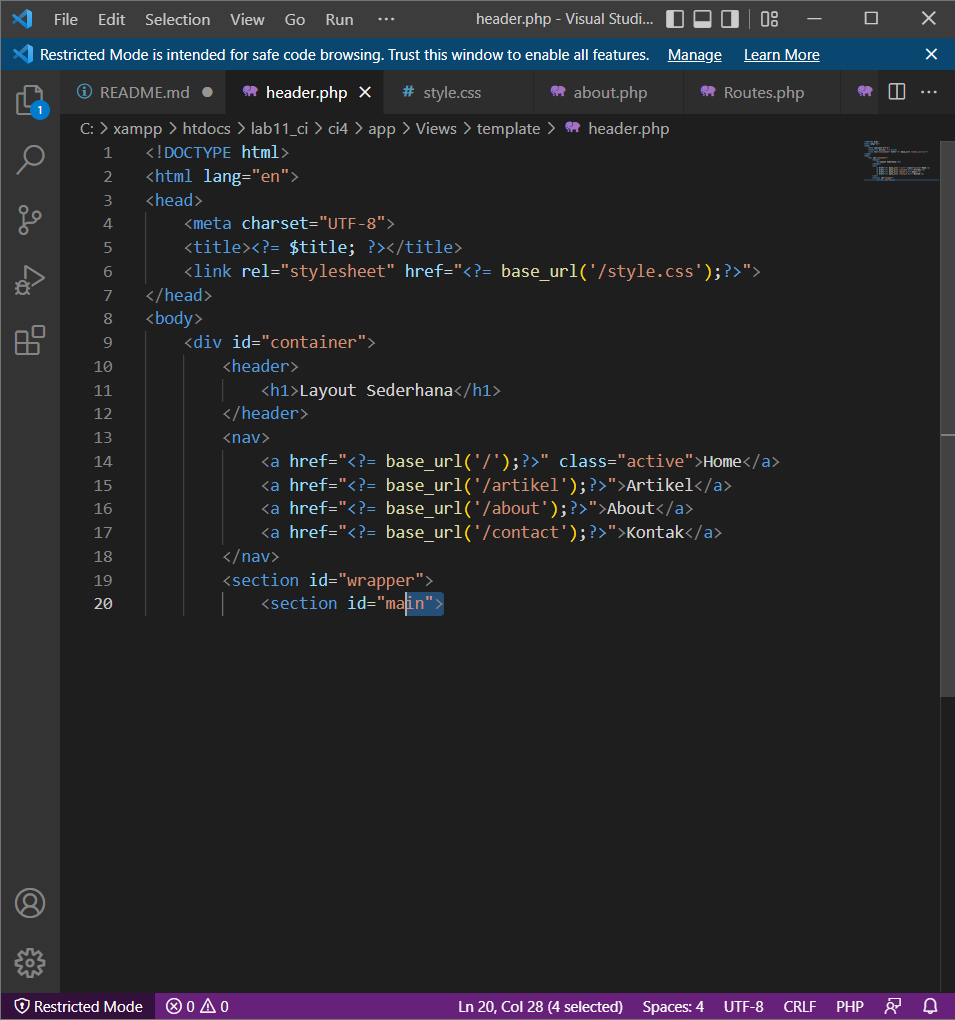 File Edit Selection View Go Run ··· header.php - Visual Studi...
Restricted Mode is intended for safe code browsing. Trust this window to enable all features. Manage Learn More
README.md header.php style.css about.php Routes.php
C: > xampp > htdocs > lab11_ci > ci4 > app > Views > template > header.php
1 <!DOCTYPE html>
2 <html lang="en">
3 <head>
4 <meta charset="UTF-8">
5 <title><?= $title; ?></title>
6 <link rel="stylesheet" href="<?= base_url('/style.css');?>">
7 </head>
8 <body>
9 <div id="container">
10 <header>
11 <h1>Layout Sederhana</h1>
12 </header>
13 <nav>
14 <a href="<?= base_url('/');?>" class="active">Home</a>
15 <a href="<?= base_url('/artikel');?>">Artikel</a>
16 <a href="<?= base_url('/about');?>">About</a>
17 <a href="<?= base_url('/contact');?>">Kontak</a>
18 </nav>
19 <section id="wrapper">
20 <section id="main">
1
Restricted Mode 0 0 Ln 20, Col 28 (4 selected) Spaces: 4 UTF-8 CRLF PHP